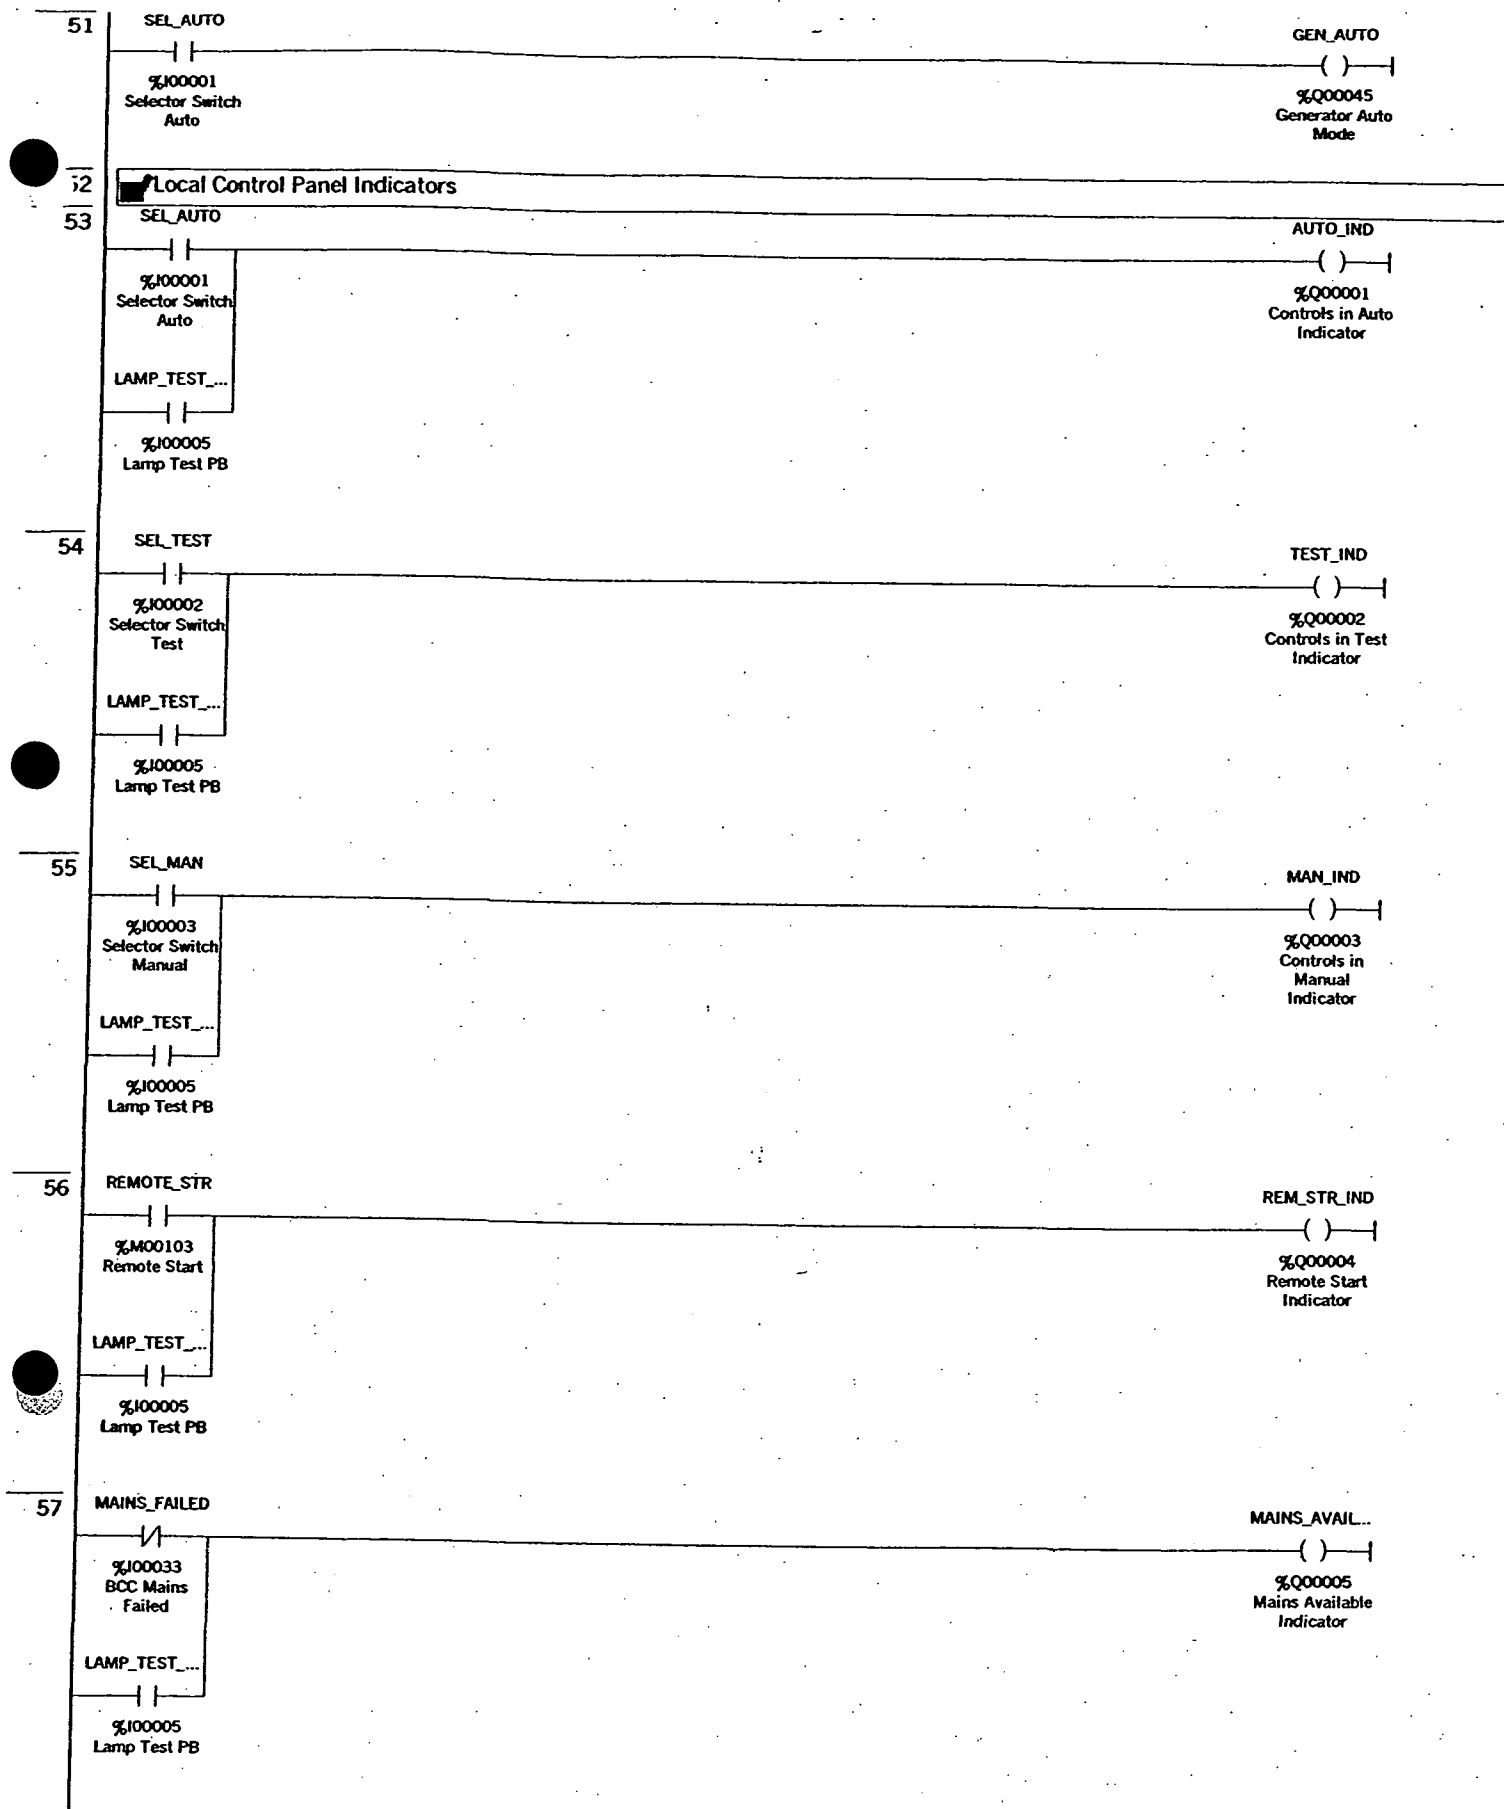 51
SEL_AUTO
GEN_AUTO
%I00001
Selector Switch
Auto
%Q00045
Generator Auto
Mode
52
Local Control Panel Indicators
53
SEL_AUTO
AUTO_IND
%I00001
Selector Switch
Auto
%Q00001
Controls in Auto
Indicator
LAMP_TEST_...
%I00005
Lamp Test PB
54
SEL_TEST
TEST_IND
%I00002
Selector Switch
Test
%Q00002
Controls in Test
Indicator
LAMP_TEST_...
%I00005
Lamp Test PB
55
SEL_MAN
MAN_IND
%I00003
Selector Switch
Manual
%Q00003
Controls in
Manual
Indicator
LAMP_TEST_...
%I00005
Lamp Test PB
56
REMOTE_STR
REM_STR_IND
%M00103
Remote Start
%Q00004
Remote Start
Indicator
LAMP_TEST_...
%I00005
Lamp Test PB
57
MAINS_FAILED
MAINS_AVAIL...
%I00033
BCC Mains
Failed
%Q00005
Mains Available
Indicator
LAMP_TEST_...
%I00005
Lamp Test PB